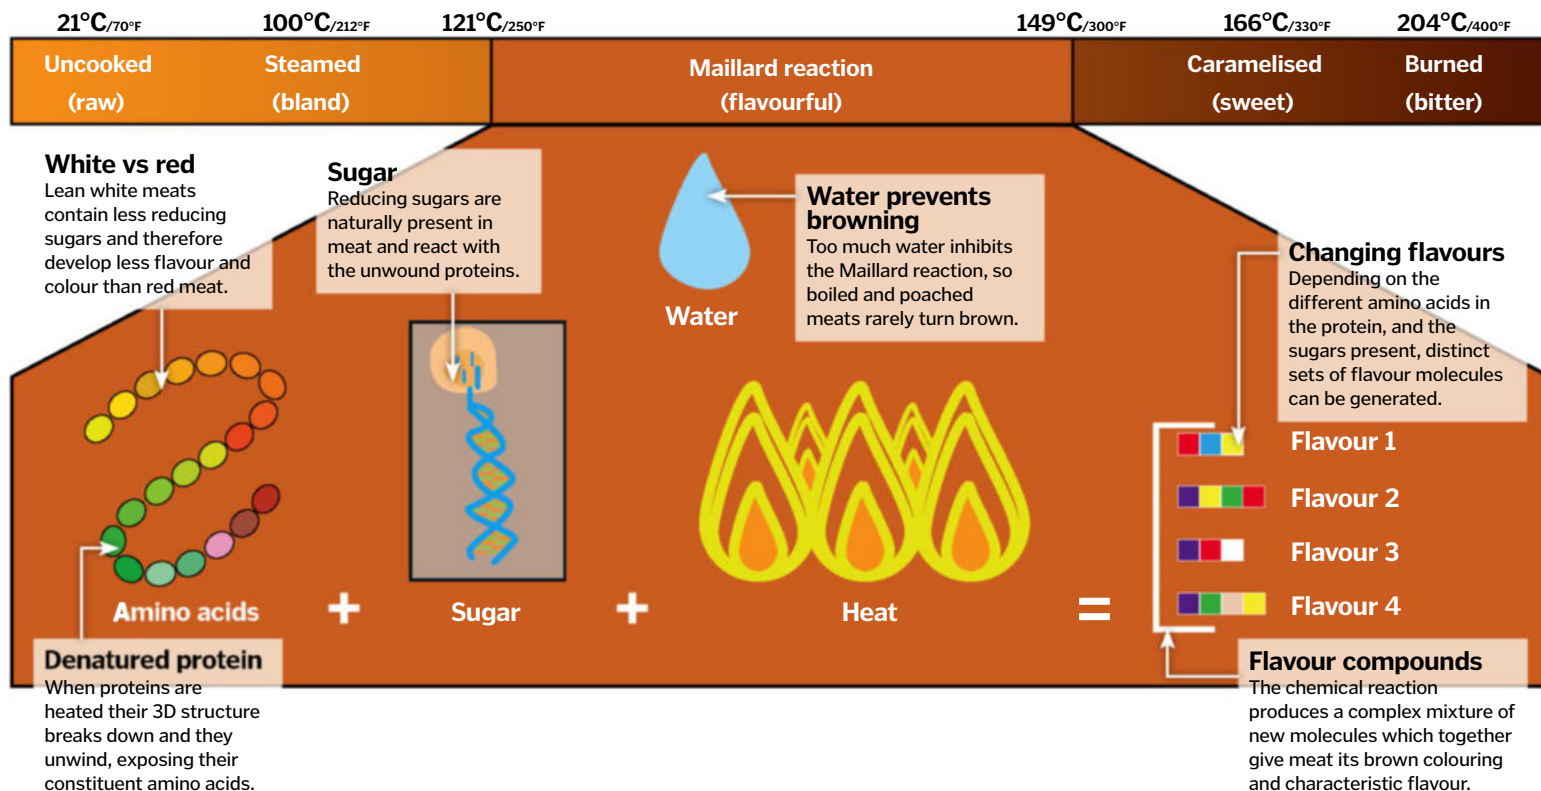 21°C/70°F 100°C/212°F 121°C/250°F 149°C/300°F 166°C/330°F 204°C/400°F
Uncooked
(raw)
Steamed
(bland)
Maillard reaction
(flavourful)
Caramelised
(sweet)
Burned
(bitter)
White vs red
Lean white meats
contain less reducing
sugars and therefore
develop less flavour and
colour than red meat.
Sugar
Reducing sugars are
naturally present in
meat and react with
the unwound proteins.
Water
Water prevents
browning
Too much water inhibits
the Maillard reaction, so
boiled and poached
meats rarely turn brown.
Changing flavours
Depending on the
different amino acids in
the protein, and the
sugars present, distinct
sets of flavour molecules
can be generated.
Flavour 1
Flavour 2
Flavour 3
Flavour 4
Amino acids + Sugar + Heat =
Denatured protein
When proteins are
heated their 3D structure
breaks down and they
unwind, exposing their
constituent amino acids.
Flavour compounds
The chemical reaction
produces a complex mixture of
new molecules which together
give meat its brown colouring
and characteristic flavour.